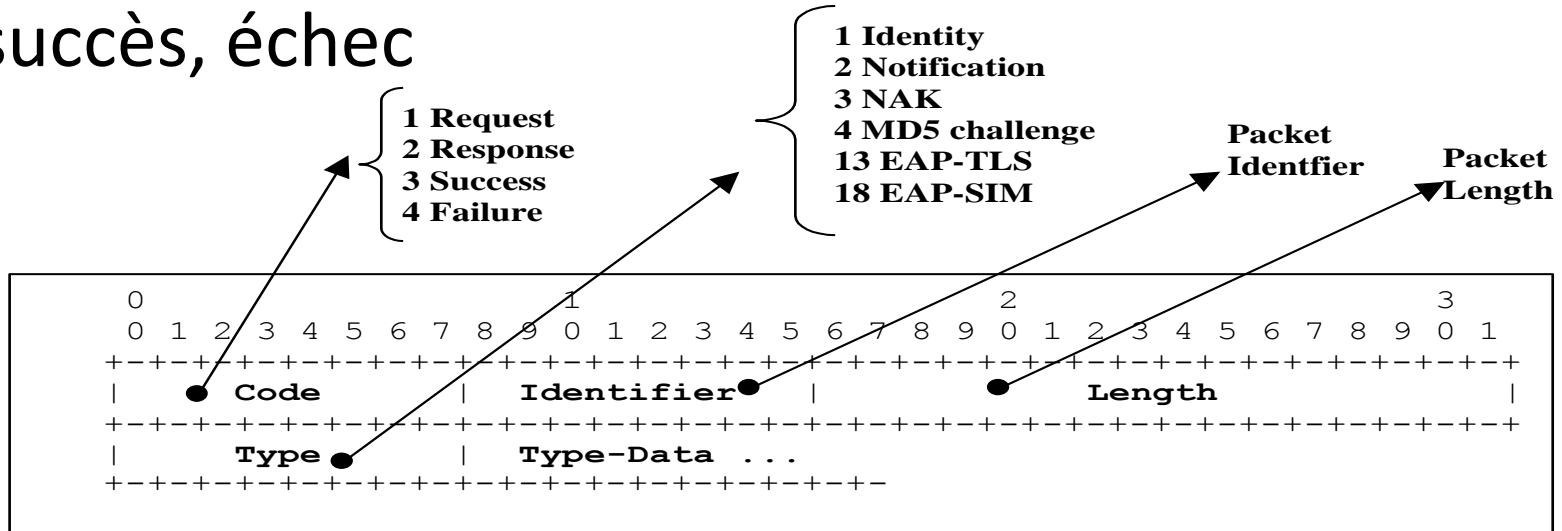 succès, échec
1 Request
2 Response
3 Success
4 Failure
1 Identity
2 Notification
3 NAK
4 MD5 challenge
13 EAP-TLS
18 EAP-SIM
Packet
Identfier
Packet
Length
0 1 2 3
0 1 2 3 4 5 6 7 8 9 0 1 2 3 4 5 6 7 8 9 0 1 2 3 4 5 6 7 8 9 0 1
+-+-+-+-+-+-+-+-+-+-+-+-+-+-+-+-+-+-+-+-+-+-+-+-+-+-+-+-+-+-+-+-+
| Code | Identifier | Length |
+-+-+-+-+-+-+-+-+-+-+-+-+-+-+-+-+-+-+-+-+-+-+-+-+-+-+-+-+-+-+-+-+
| Type | Type-Data ...
+-+-+-+-+-+-+-+-+-+-+-+-+-+-+-+-+-+-